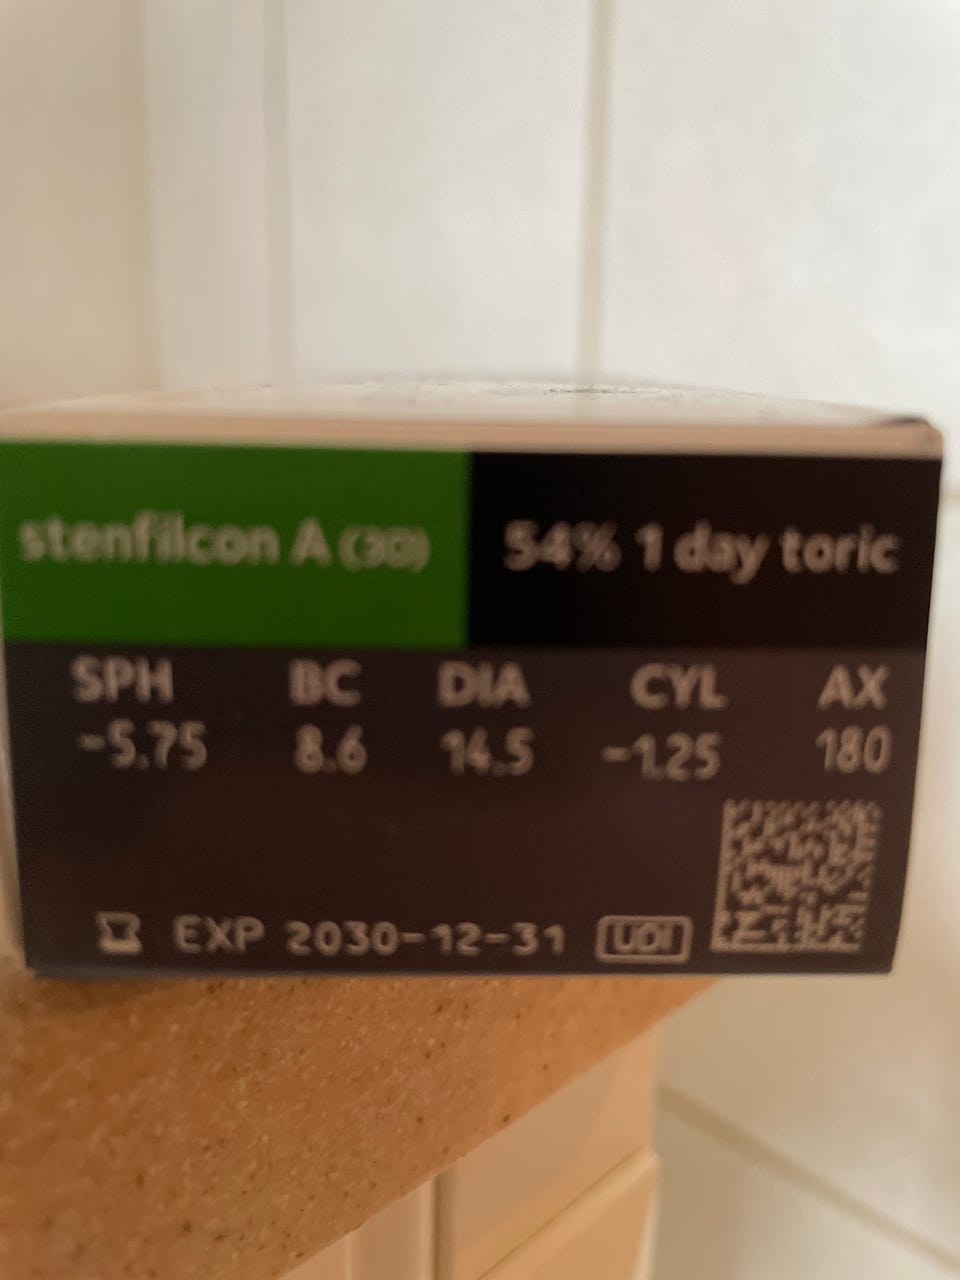 stenfilcon A (30) 54% 1 day toric
SPH BC DIA CYL AX
-5.75 8.6 14.5 -1.25 180
EXP 2030-12-31 UDI